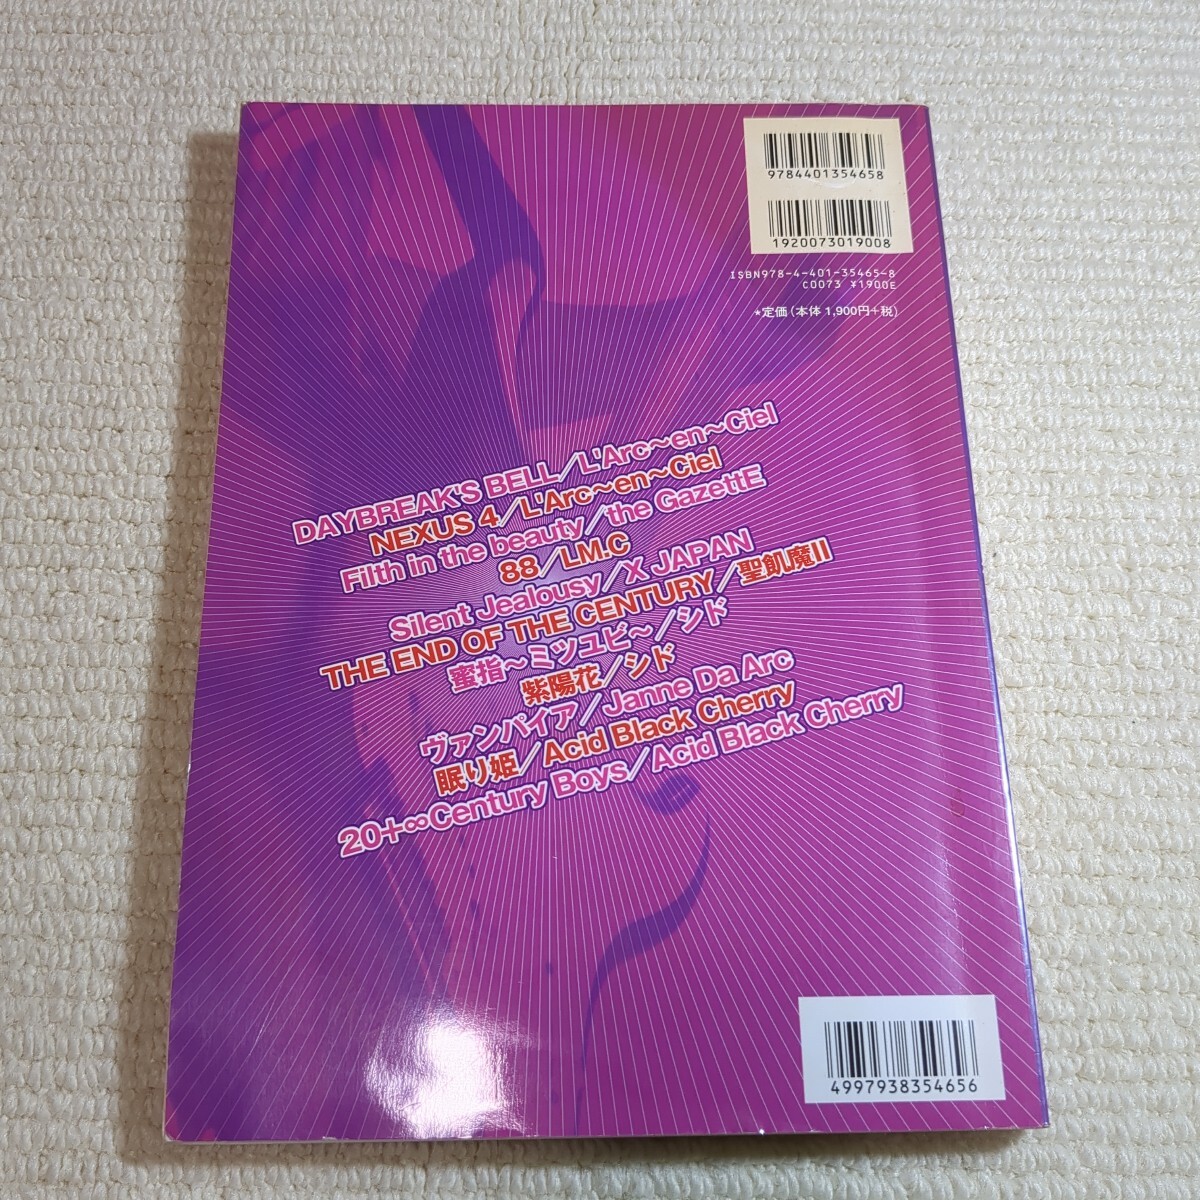 9784401354658
1920073019008
ISBN978-4-401-35465-8
C0073 ¥1900E
★定価(本体 1,900円+税)
DAYBREAK'S BELL/L'Arc～en～Ciel
NEXUS 4/L'Arc～en～Ciel
Filth in the beauty/the GazettE
88/LM.C
Silent Jealousy/X JAPAN
THE END OF THE CENTURY/聖飢魔II
蜜指～ミツユビ～/シド
紫陽花/シド
ヴァンパイア/Janne Da Arc
眠り姫/Acid Black Cherry
20+∞Century Boys/Acid Black Cherry
4997938354656